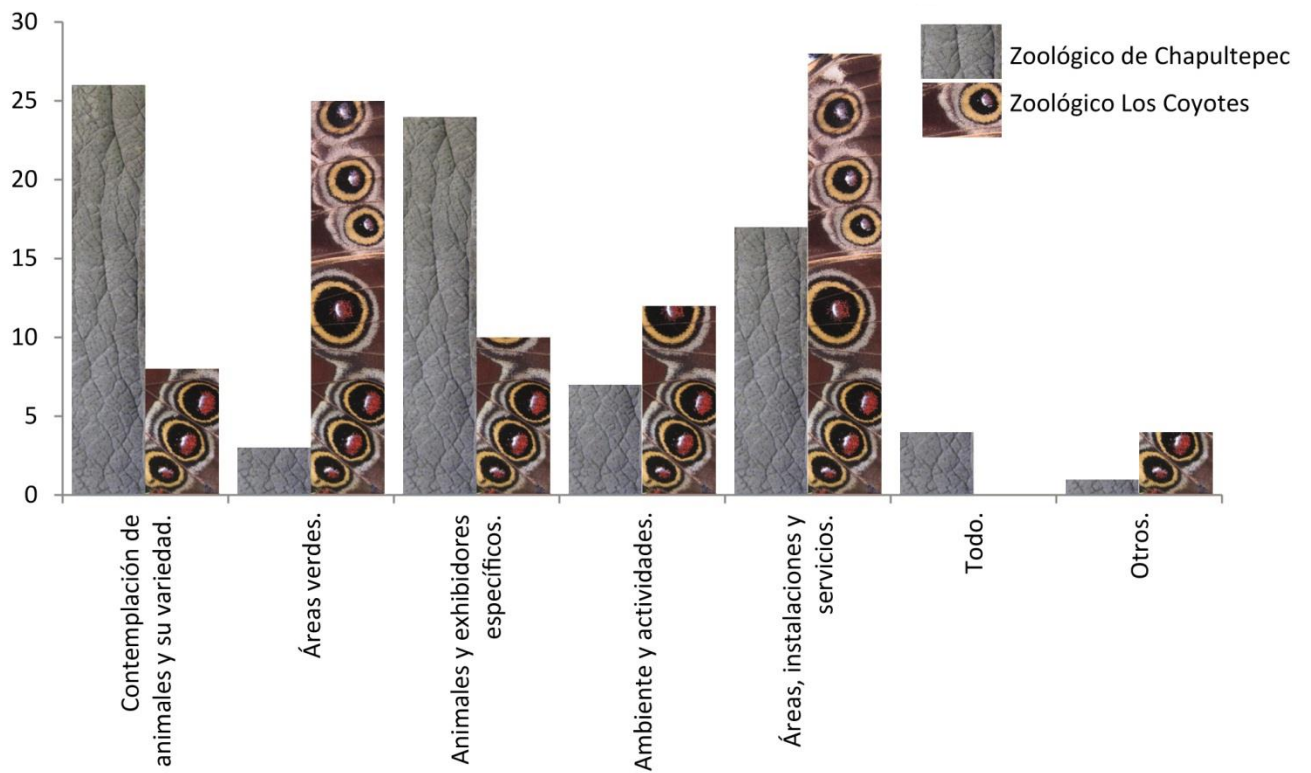 30
25
20
15
10
5
0
Zoológico de Chapultepec
Zoológico Los Coyotes
Contemplación de
animales y su variedad.
Áreas verdes.
Animales y exhibidores
específicos.
Ambiente y actividades.
Áreas, instalaciones y
servicios.
Todo.
Otros.